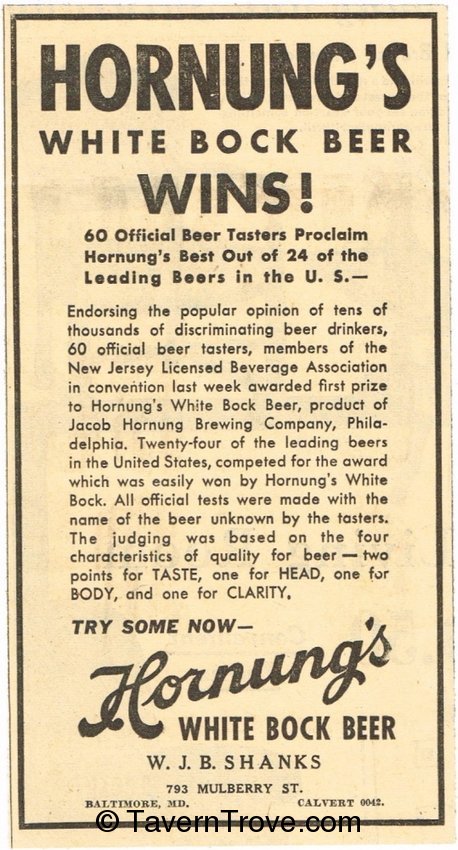 HORNUNG'S
WHITE BOCK BEER
WINS!
60 Official Beer Tasters Proclaim
Hornung's Best Out of 24 of the
Leading Beers in the U. S.—
Endorsing the popular opinion of tens of
thousands of discriminating beer drinkers,
60 official beer tasters, members of the
New Jersey Licensed Beverage Association
in convention last week awarded first prize
to Hornung's White Bock Beer, product of
Jacob Hornung Brewing Company, Phila-
delphia. Twenty-four of the leading beers
in the United States, competed for the award
which was easily won by Hornung's White
Bock. All official tests were made with the
name of the beer unknown by the tasters.
The judging was based on the four
characteristics of quality for beer — two
points for TASTE, one for HEAD, one for
BODY, and one for CLARITY.
TRY SOME NOW—
Hornung's
WHITE BOCK BEER
W. J. B. SHANKS
793 MULBERRY ST.
BALTIMORE, MD. CALVERT 0042.
© TavernTrove.com